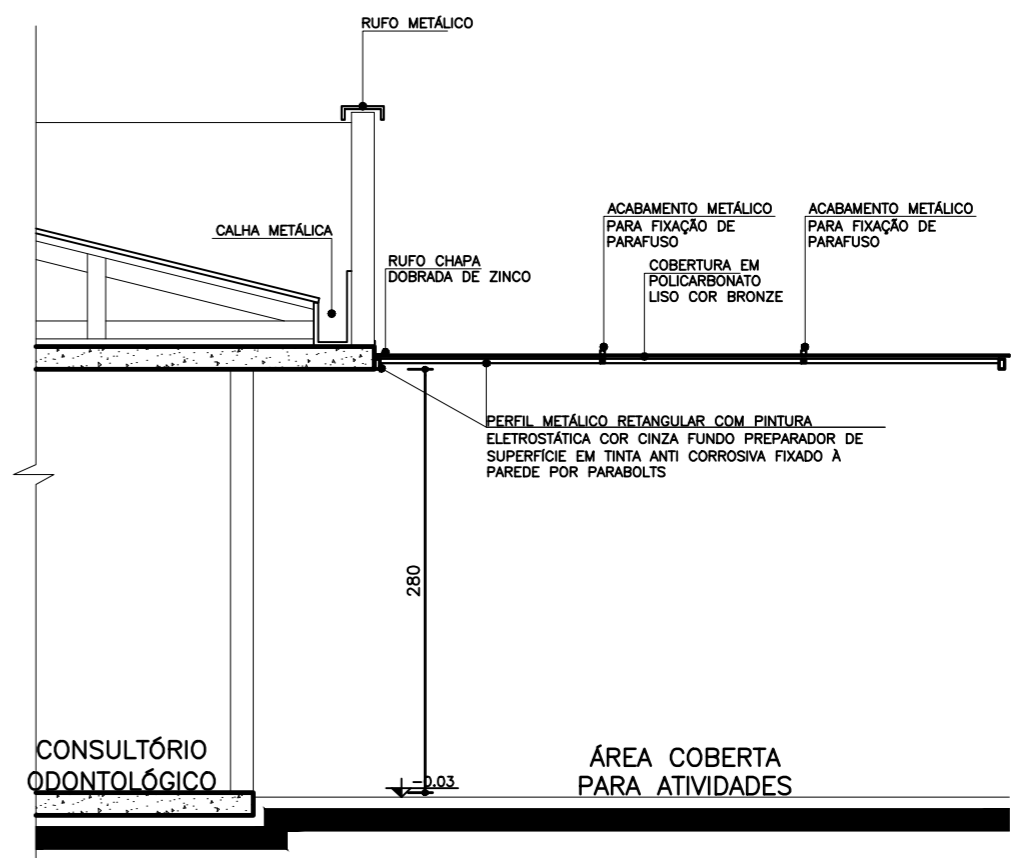 RUFO METÁLICO
CALHA METÁLICA
RUFO CHAPA
DOBRADA DE ZINCO
ACABAMENTO METÁLICO
PARA FIXAÇÃO DE
PARAFUSO
COBERTURA EM
POLICARBONATO
LISO COR BRONZE
ACABAMENTO METÁLICO
PARA FIXAÇÃO DE
PARAFUSO
PERFIL METÁLICO RETANGULAR COM PINTURA
ELETROSTÁTICA COR CINZA FUNDO PREPARADOR DE
SUPERFÍCIE EM TINTA ANTI CORROSIVA FIXADO À
PAREDE POR PARABOLTS
280
CONSULTÓRIO
ODONTOLÓGICO
-0.03
ÁREA COBERTA
PARA ATIVIDADES